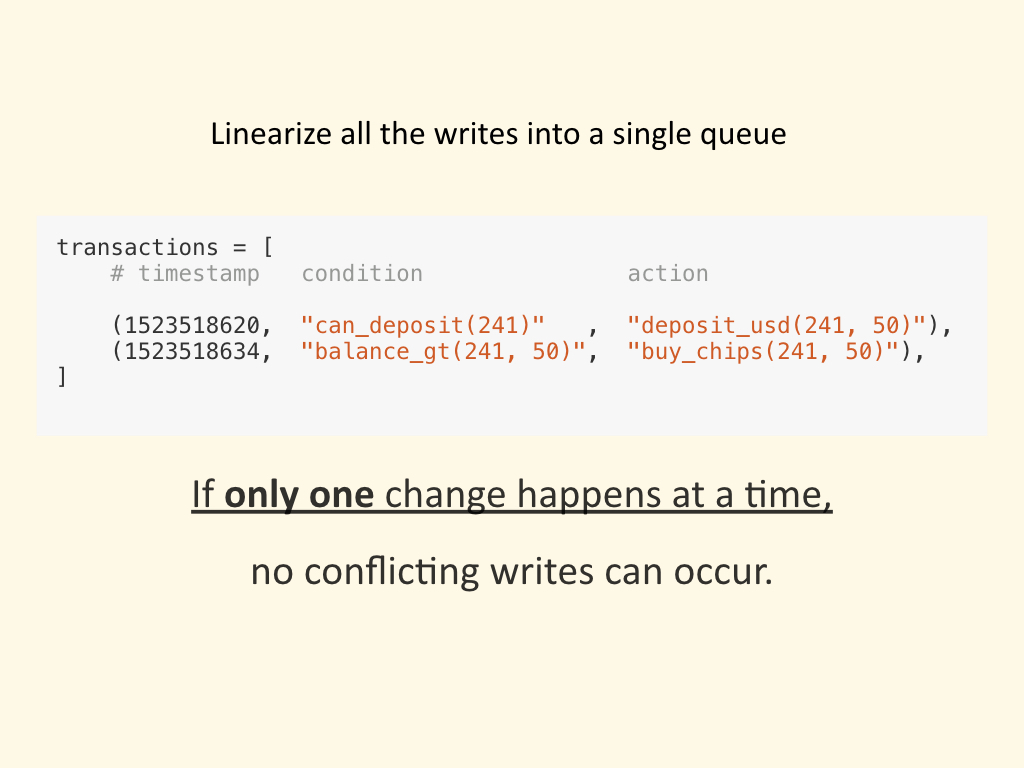 Linearize all the writes into a single queue
transactions = [
    # timestamp   condition               action
    (1523518620,  "can_deposit(241)"   ,  "deposit_usd(241, 50)"),
    (1523518634,  "balance_gt(241, 50)",  "buy_chips(241, 50)"),
]
If only one change happens at a time,
no conflicting writes can occur.